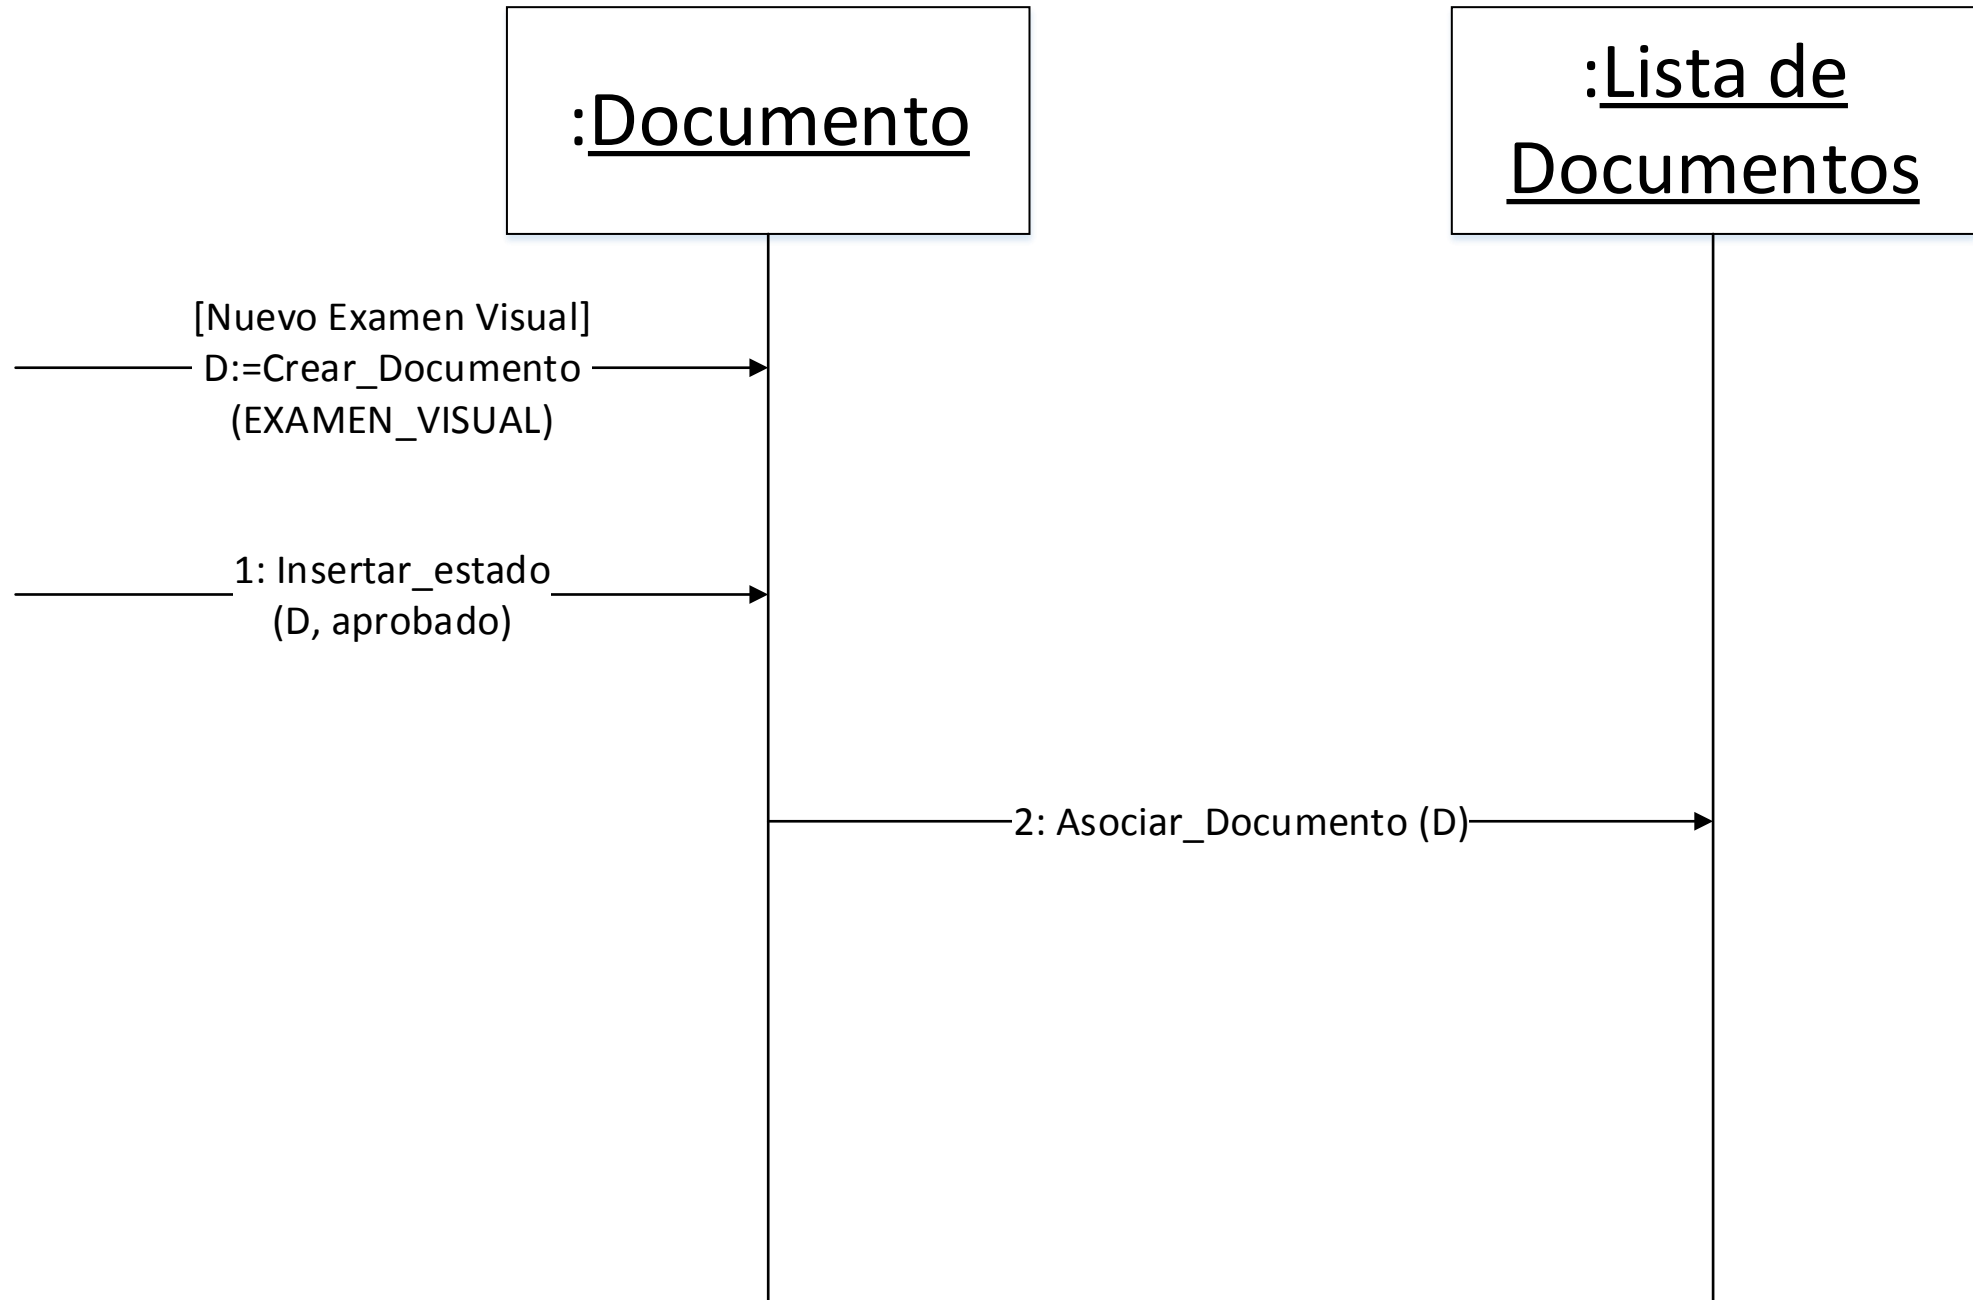 :Documento
:Lista de
Documentos
[Nuevo Examen Visual]
D:=Crear_Documento
(EXAMEN_VISUAL)
1: Insertar_estado
(D, aprobado)
2: Asociar_Documento (D)